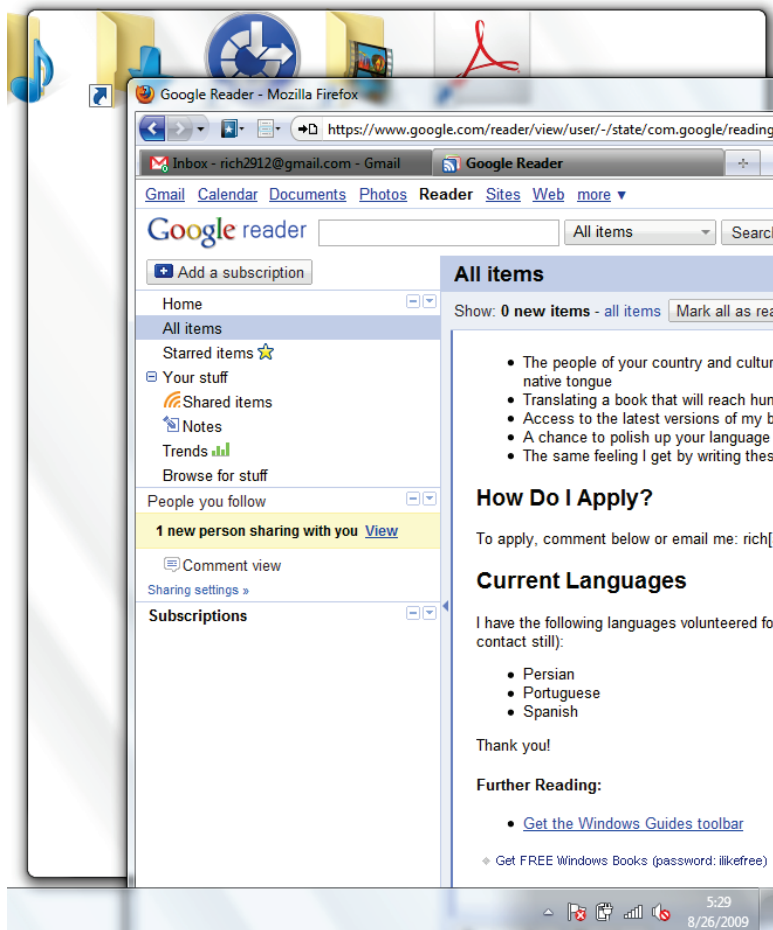 Google Reader - Mozilla Firefox
https://www.google.com/reader/view/user/-/state/com.google/reading
Inbox - rich2912@gmail.com - Gmail Google Reader
Gmail Calendar Documents Photos Reader Sites Web more ▼
Google reader All items Search
Add a subscription
All items
Home
Show: 0 new items - all items Mark all as rea
All items
Starred items
Your stuff
Shared items
Notes
Trends
Browse for stuff
People you follow
1 new person sharing with you View
Comment view
Sharing settings »
Subscriptions
• The people of your country and cultur
native tongue
• Translating a book that will reach hun
• Access to the latest versions of my b
• A chance to polish up your language
• The same feeling I get by writing thes
How Do I Apply?
To apply, comment below or email me: rich[
Current Languages
I have the following languages volunteered fo
contact still):
• Persian
• Portuguese
• Spanish
Thank you!
Further Reading:
• Get the Windows Guides toolbar
Get FREE Windows Books (password: ilikefree)
5:29
8/26/2009